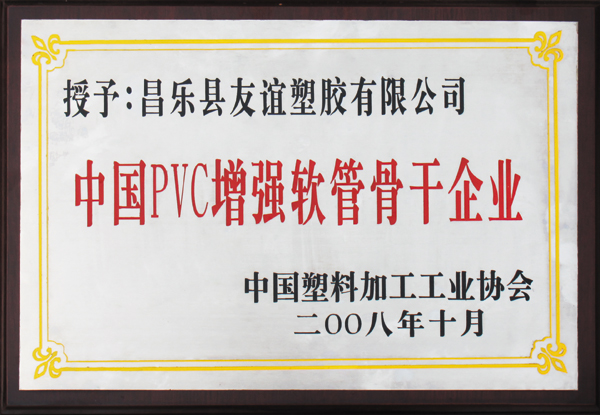 授予:昌乐县友谊塑胶有限公司
中国PVC增强软管骨干企业
中国塑料加工工业协会
二OO八年十月